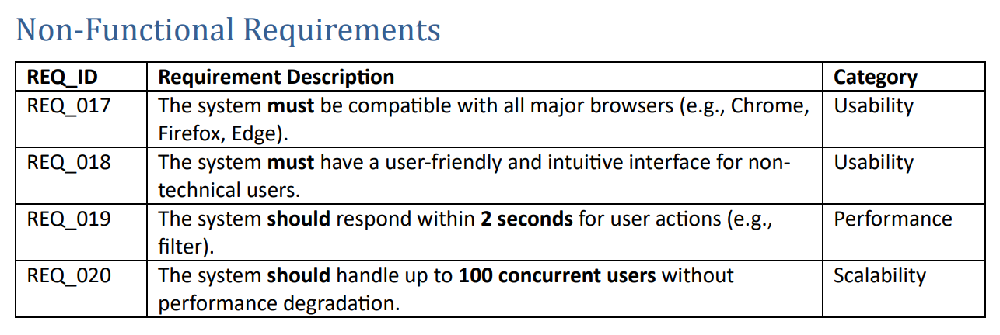 Non-Functional Requirements
REQ_ID Requirement Description Category
REQ_017 The system must be compatible with all major browsers (e.g., Chrome, Usability
Firefox, Edge).
REQ_018 The system must have a user-friendly and intuitive interface for non- Usability
technical users.
REQ_019 The system should respond within 2 seconds for user actions (e.g., Performance
filter).
REQ_020 The system should handle up to 100 concurrent users without Scalability
performance degradation.